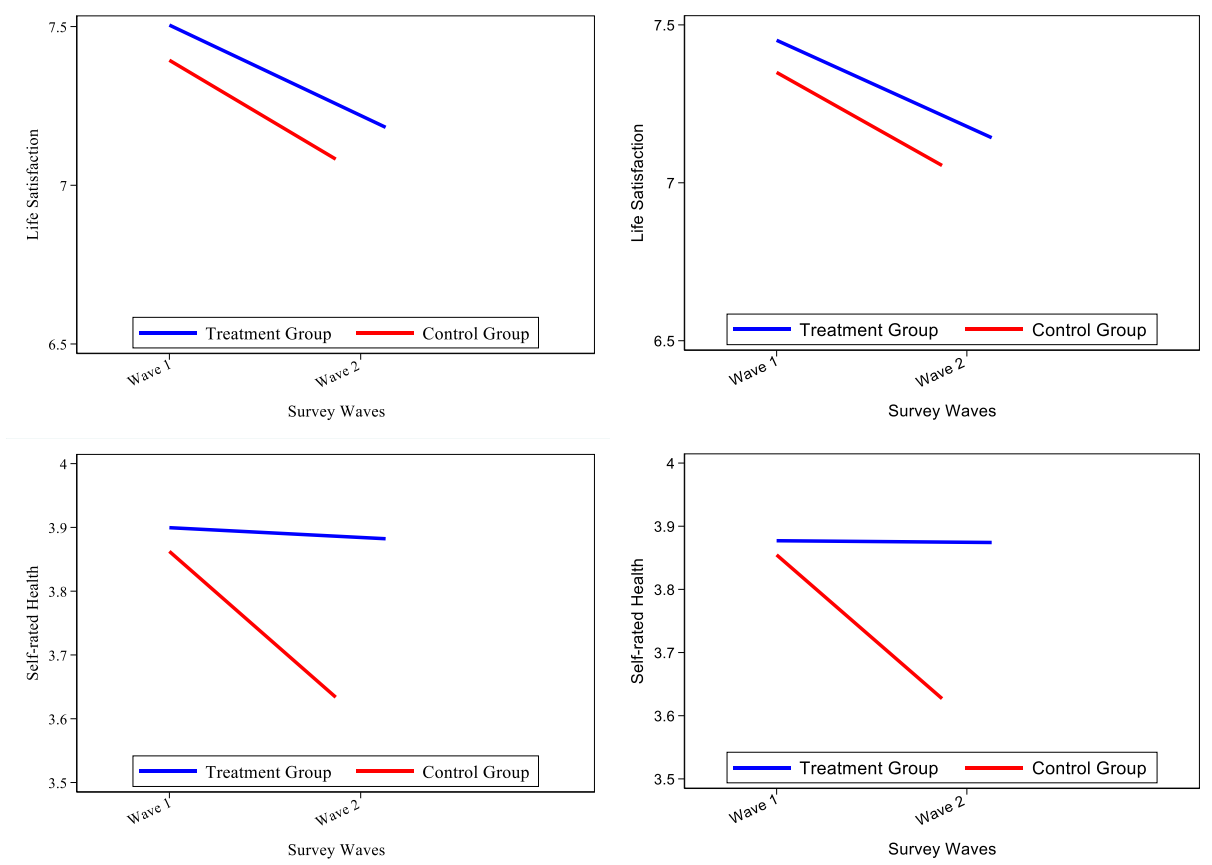 7.5
7
6.5
Life Satisfaction
Treatment Group Control Group
Wave 1 Wave 2
Survey Waves
7.5
7
6.5
Life Satisfaction
Treatment Group Control Group
Wave 1 Wave 2
Survey Waves
4
3.9
3.8
3.7
3.6
3.5
Self-rated Health
Treatment Group Control Group
Wave 1 Wave 2
Survey Waves
4
3.9
3.8
3.7
3.6
3.5
Self-rated Health
Treatment Group Control Group
Wave 1 Wave 2
Survey Waves